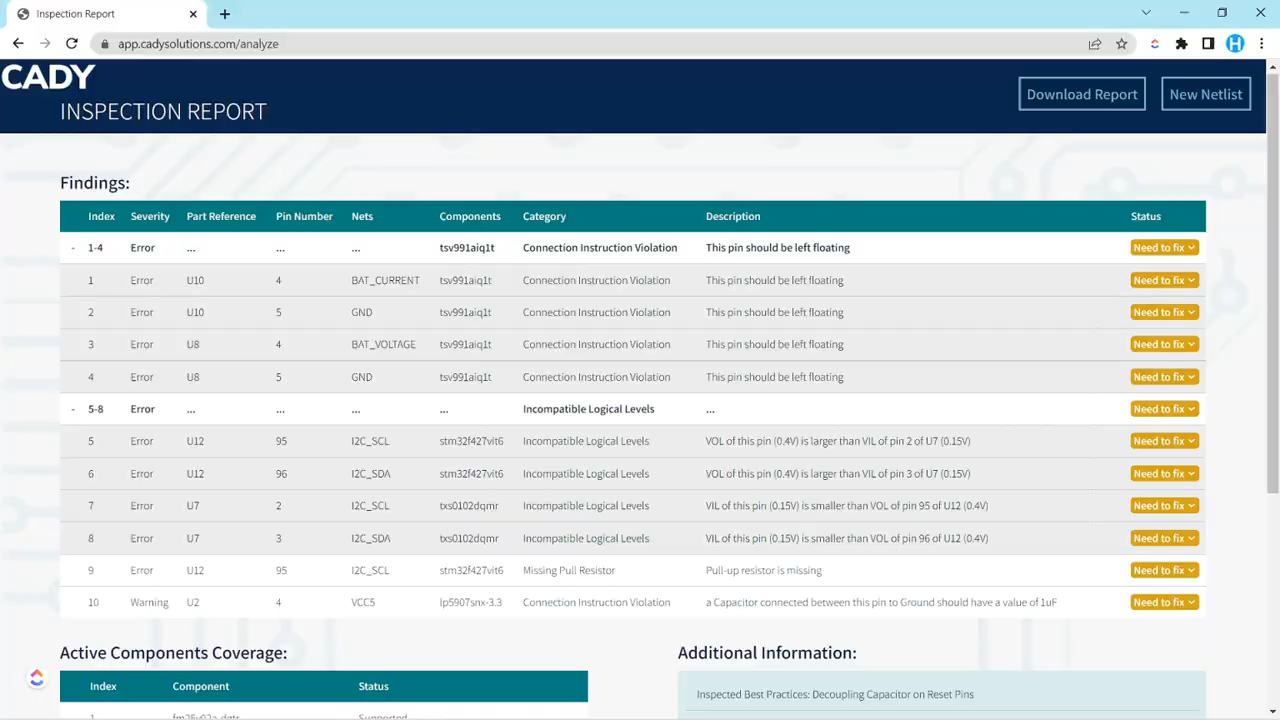 Inspection Report
app.cadysolutions.com/analyze
CADY
INSPECTION REPORT
Download Report
New Netlist
Findings:
Index Severity Part Reference Pin Number Nets Components Category Description Status
- 1-4 Error ... ... ... tsv991aiq1t Connection Instruction Violation This pin should be left floating Need to fix
1 Error U10 4 BAT_CURRENT tsv991aiq1t Connection Instruction Violation This pin should be left floating Need to fix
2 Error U10 5 GND tsv991aiq1t Connection Instruction Violation This pin should be left floating Need to fix
3 Error U8 4 BAT_VOLTAGE tsv991aiq1t Connection Instruction Violation This pin should be left floating Need to fix
4 Error U8 5 GND tsv991aiq1t Connection Instruction Violation This pin should be left floating Need to fix
- 5-8 Error ... ... ... ... Incompatible Logical Levels ... Need to fix
5 Error U12 95 I2C_SCL stm32f427vit6 Incompatible Logical Levels VOL of this pin (0.4V) is larger than VIL of pin 2 of U7 (0.15V) Need to fix
6 Error U12 96 I2C_SDA stm32f427vit6 Incompatible Logical Levels VOL of this pin (0.4V) is larger than VIL of pin 3 of U7 (0.15V) Need to fix
7 Error U7 2 I2C_SCL txs0102dqmr Incompatible Logical Levels VIL of this pin (0.15V) is smaller than VOL of pin 95 of U12 (0.4V) Need to fix
8 Error U7 3 I2C_SDA txs0102dqmr Incompatible Logical Levels VIL of this pin (0.15V) is smaller than VOL of pin 96 of U12 (0.4V) Need to fix
9 Error U12 95 I2C_SCL stm32f427vit6 Missing Pull Resistor Pull-up resistor is missing Need to fix
10 Warning U2 4 VCC5 lp5907snx-3.3 Connection Instruction Violation a Capacitor connected between this pin to Ground should have a value of 1uF Need to fix
Active Components Coverage:
Additional Information:
Index Component Status
Inspected Best Practices: Decoupling Capacitor on Reset Pins
1 Supported